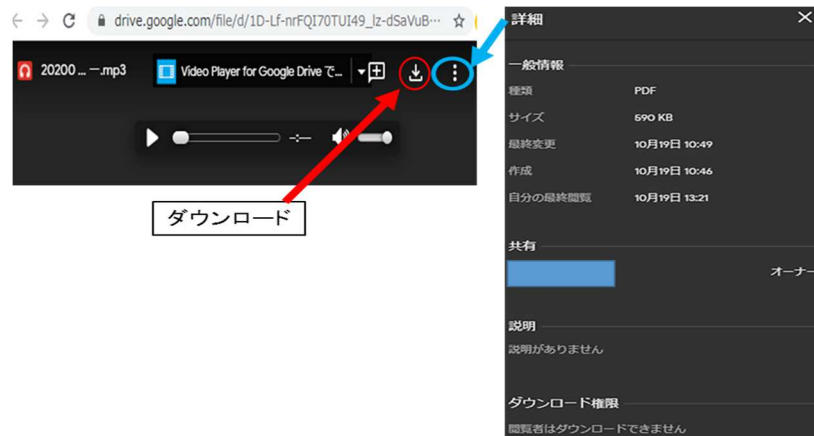 drive.google.com/file/d/1D-Lf-nrFQI70TUI49_lz-dSaVuB…
20200 ... ー.mp3
Video Player for Google Drive で...
-:--
ダウンロード
詳細
一般情報
種類 PDF
サイズ 590 KB
最終変更 10月19日 10:49
作成 10月19日 10:46
自分の最終閲覧 10月19日 13:21
共有
オーナー
説明
説明がありません
ダウンロード権限
閲覧者はダウンロードできません